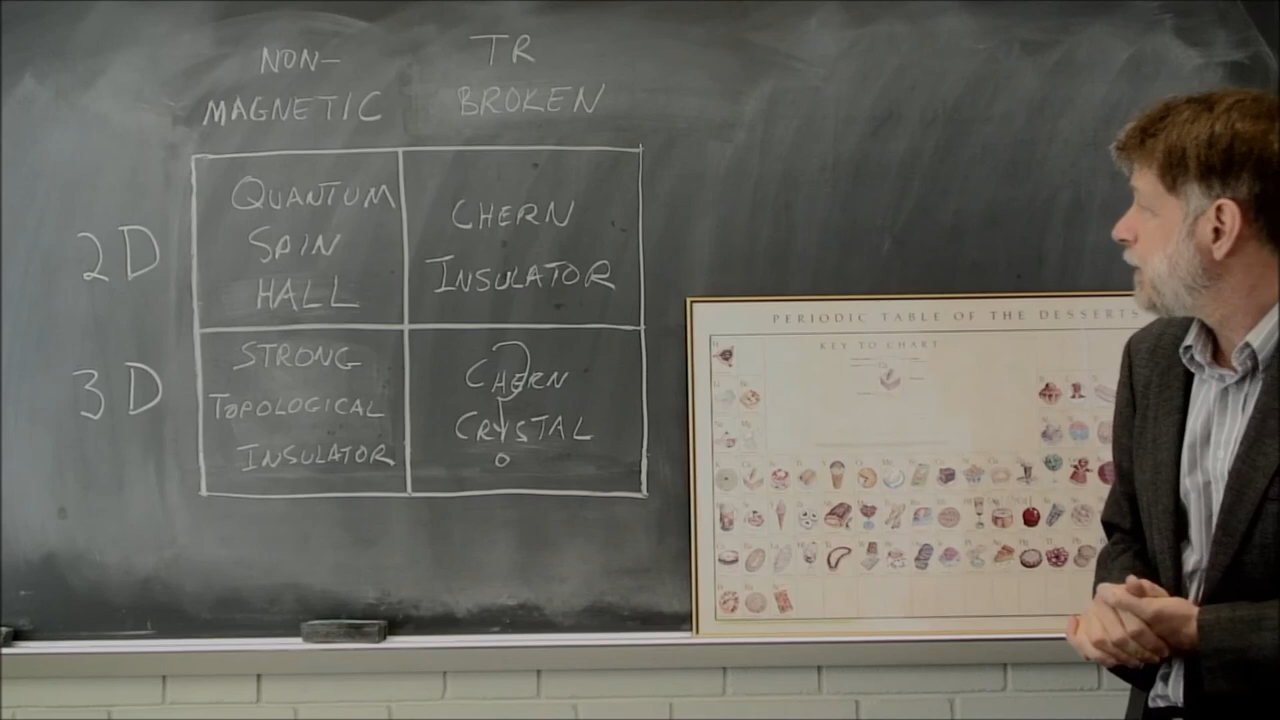 NON-
MAGNETIC
TR
BROKEN
2D
QUANTUM
SPIN
HALL
CHERN
INSULATOR
3D
STRONG
TOPOLOGICAL
INSULATOR
?
CHERN
CRYSTAL
PERIODIC TABLE OF THE DESSERTS
KEY TO CHART